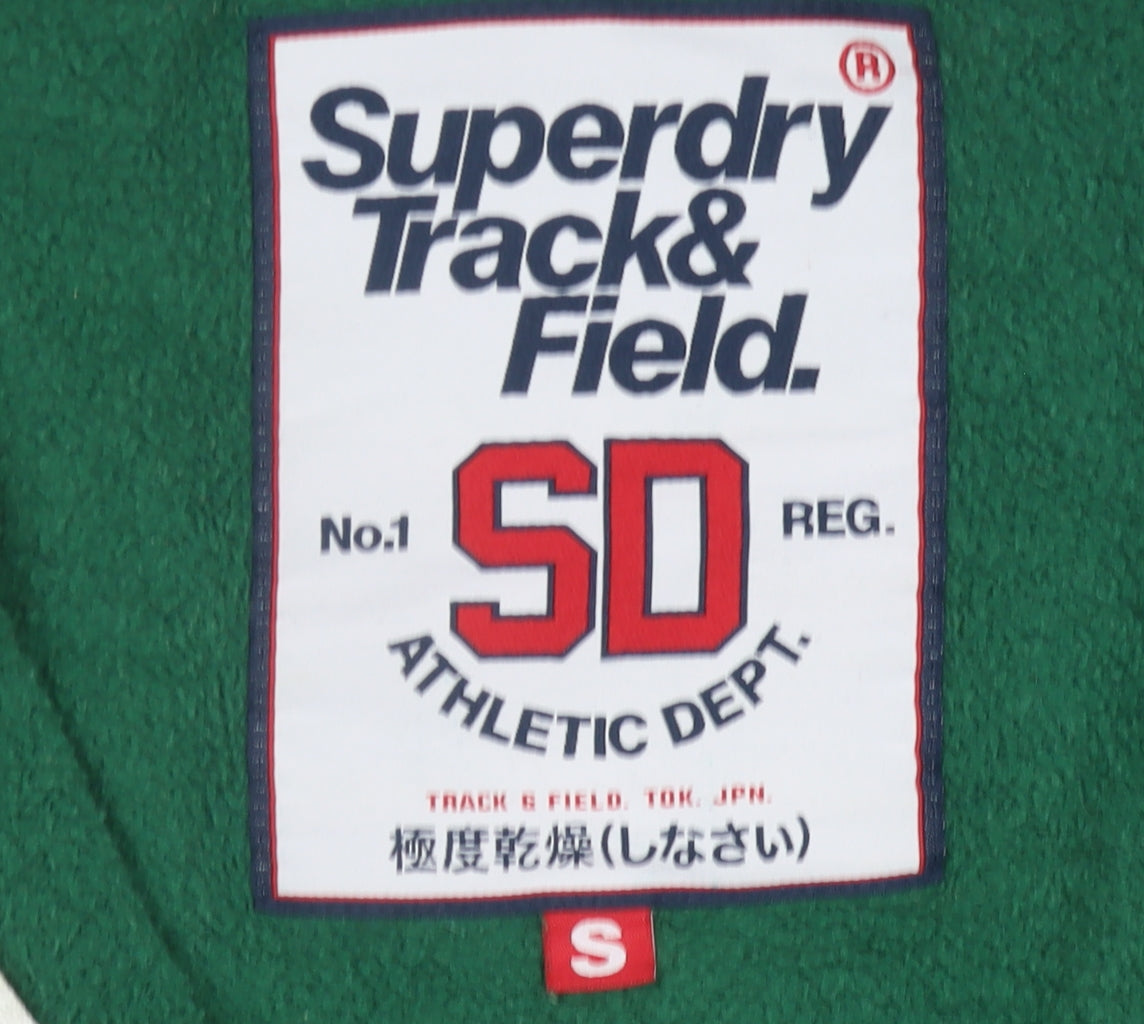 ®
Superdry
Track&
Field.
SD
No.1
REG.
ATHLETIC DEPT.
TRACK & FIELD. TOK. JPN.
極度乾燥(しなさい)
S